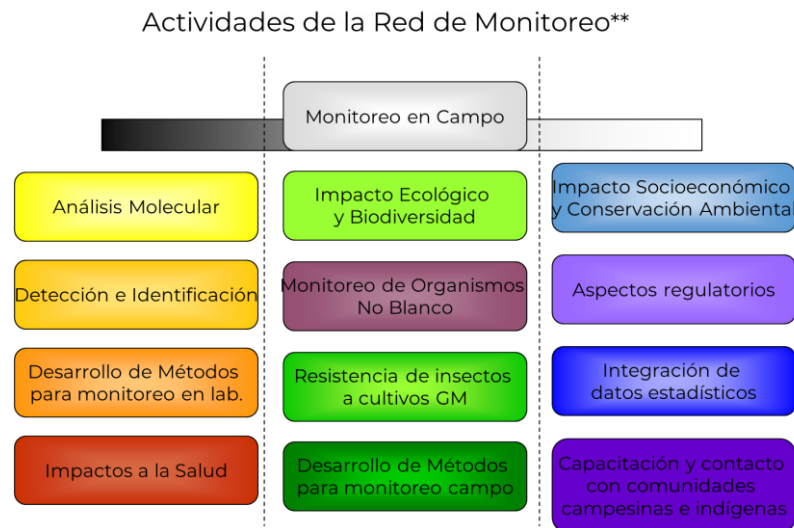 Actividades de la Red de Monitoreo**
Monitoreo en Campo
Análisis Molecular
Detección e Identificación
Desarrollo de Métodos
para monitoreo en lab.
Impactos a la Salud
Impacto Ecológico
y Biodiversidad
Monitoreo de Organismos
No Blanco
Resistencia de insectos
a cultivos GM
Desarrollo de Métodos
para monitoreo campo
Impacto Socioeconómico
y Conservación Ambiental
Aspectos regulatorios
Integración de
datos estadísticos
Capacitación y contacto
con comunidades
campesinas e indígenas